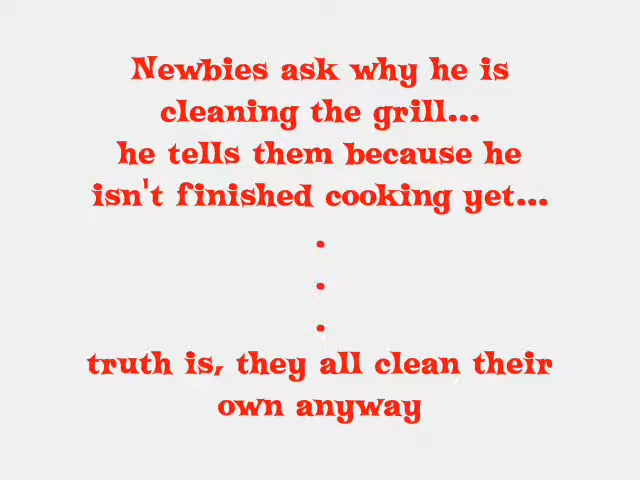 Newbies ask why he is
cleaning the grill...
he tells them because he
isn't finished cooking yet...
.
.
.
truth is, they all clean their
own anyway